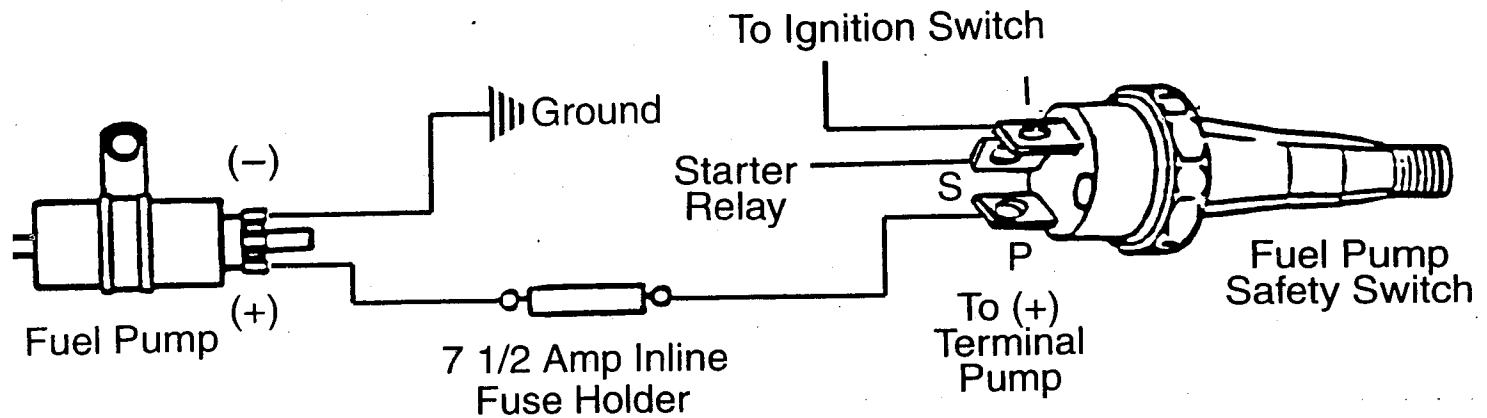 To Ignition Switch
I
Ground
(−)
Starter
Relay
S
P
Fuel Pump
Safety Switch
(+)
Fuel Pump
To (+)
Terminal
Pump
7 1/2 Amp Inline
Fuse Holder